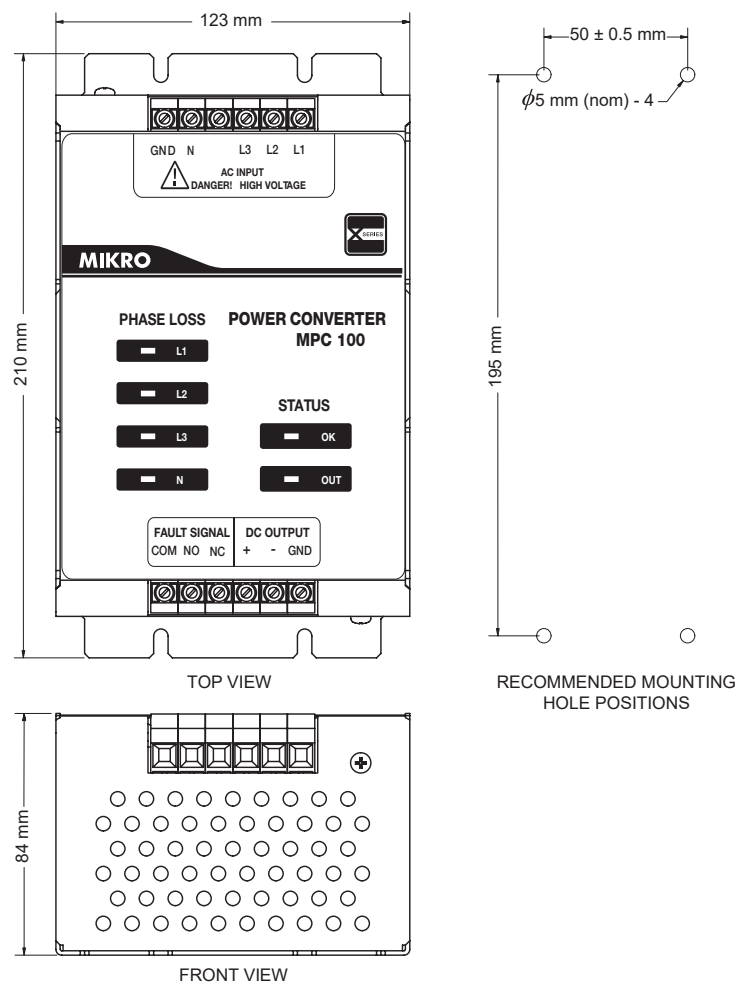 123 mm
50 ± 0.5 mm
ϕ5 mm (nom) - 4
GND N L3 L2 L1
AC INPUT
DANGER! HIGH VOLTAGE
X SERIES
MIKRO
210 mm
195 mm
PHASE LOSS
POWER CONVERTER
MPC 100
L1
L2
L3
N
STATUS
OK
OUT
FAULT SIGNAL DC OUTPUT
COM NO NC + - GND
TOP VIEW
RECOMMENDED MOUNTING
HOLE POSITIONS
84 mm
FRONT VIEW